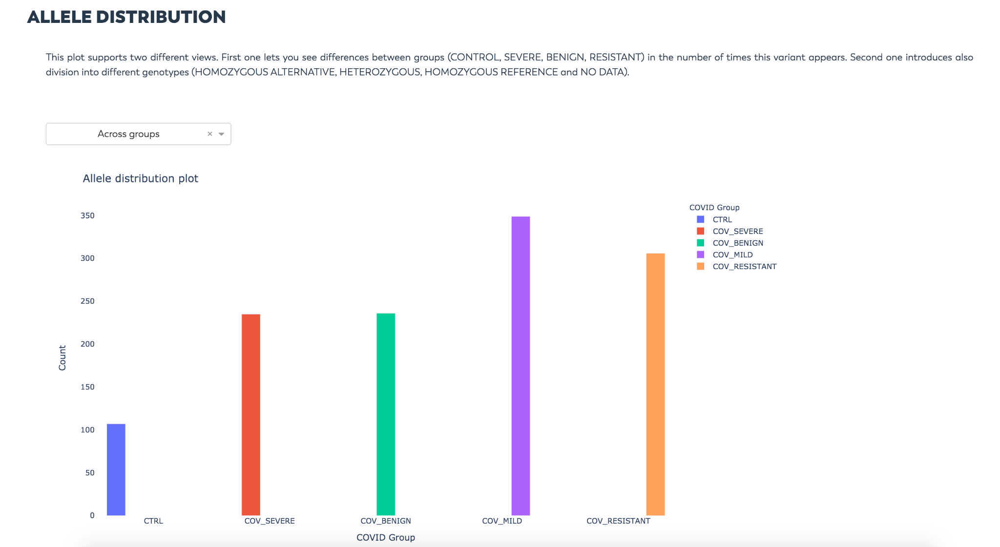 ALLELE DISTRIBUTION
This plot supports two different views. First one lets you see differences between groups (CONTROL, SEVERE, BENIGN, RESISTANT) in the number of times this variant appears. Second one introduces also
division into different genotypes (HOMOZYGOUS ALTERNATIVE, HETEROZYGOUS, HOMOZYGOUS REFERENCE and NO DATA).
Across groups ×
Allele distribution plot
COVID Group
CTRL
COV_SEVERE
COV_BENIGN
COV_MILD
COV_RESISTANT
350
300
250
200
150
100
50
0
Count
CTRL COV_SEVERE COV_BENIGN COV_MILD COV_RESISTANT
COVID Group